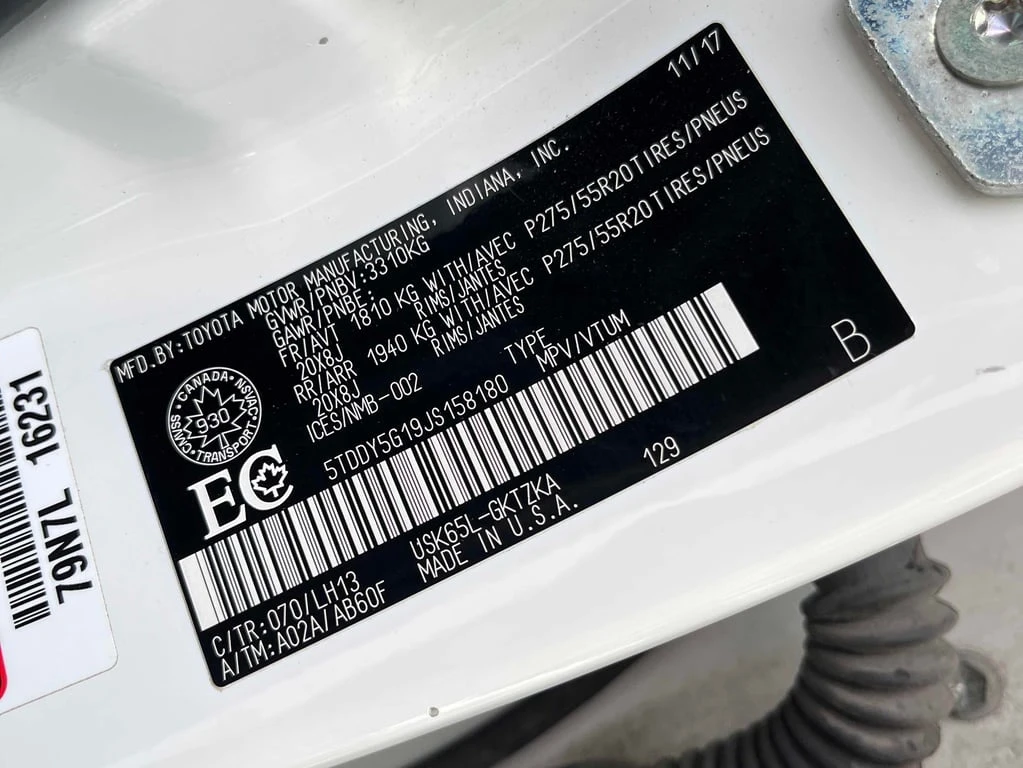 11/17
MFD. BY:TOYOTA MOTOR MANUFACTURING, INDIANA, INC.
GVWR/PNBV:3310KG
GAWR/PNBE:
FR/AVT 1810 KG WITH/AVEC P275/55R20TIRES/PNEUS
20X8J RIMS/JANTES
RR/ARR 1940 KG WITH/AVEC P275/55R20TIRES/PNEUS
20X8J RIMS/JANTES
ICES/NMB-002
TYPE
5TDDY5G19JS158180 MPV/VTUM
CANADA
NSVAC
930
CANVSS
TRANSPORT
EC
B
USK65L-GKTZKA 129
MADE IN U.S.A.
C/TR:070/LH13
A/TM:A02A/AB60F
79N7L 16231